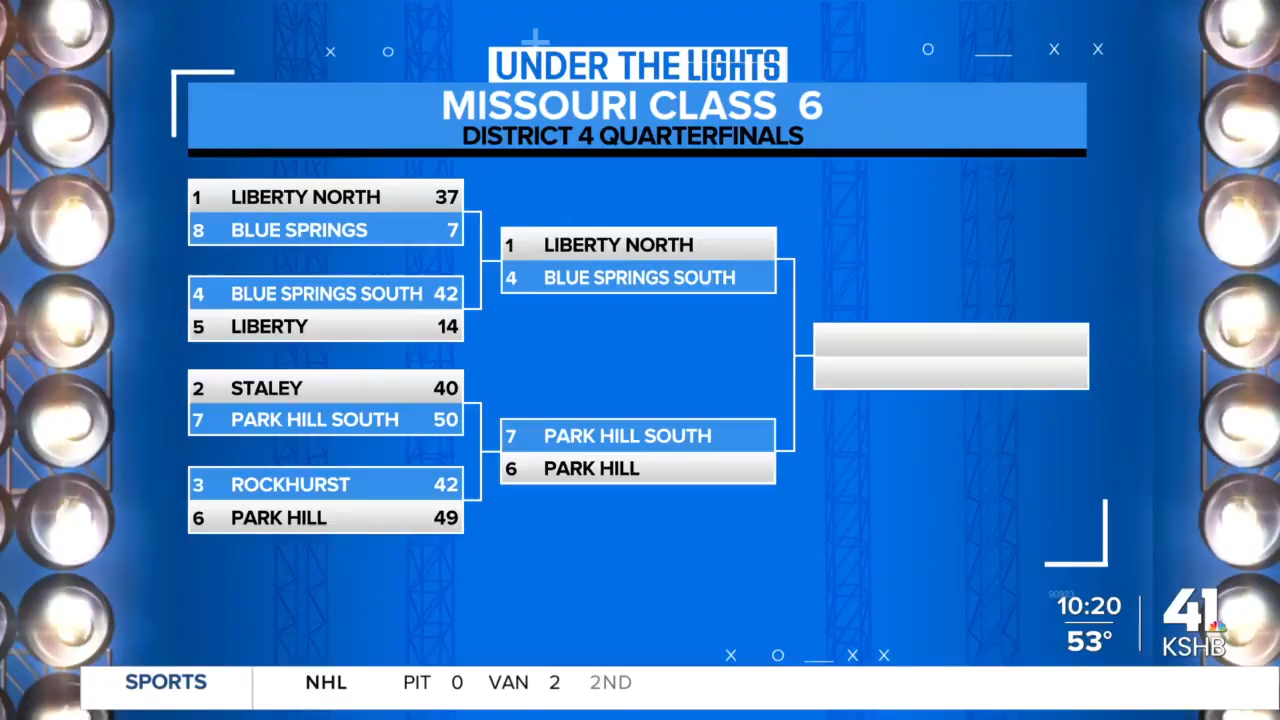 X O
O __ X X
UNDER THE LIGHTS
MISSOURI CLASS 6
DISTRICT 4 QUARTERFINALS
1 LIBERTY NORTH 37
8 BLUE SPRINGS 7
4 BLUE SPRINGS SOUTH 42
5 LIBERTY 14
2 STALEY 40
7 PARK HILL SOUTH 50
3 ROCKHURST 42
6 PARK HILL 49
1 LIBERTY NORTH
4 BLUE SPRINGS SOUTH
7 PARK HILL SOUTH
6 PARK HILL
10:20
53°
41
KSHB
X O __ X X
SPORTS NHL PIT 0 VAN 2 2ND